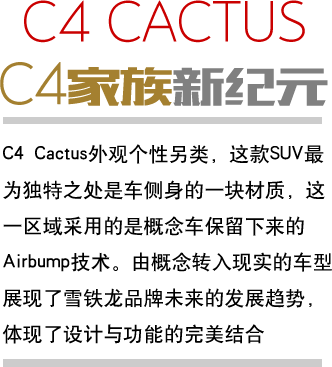 C4 CACTUS
C4家族新纪元
C4 Cactus外观个性另类，这款SUV最
为独特之处是车侧身的一块材质，这
一区域采用的是概念车保留下来的
Airbump技术。由概念转入现实的车型
展现了雪铁龙品牌未来的发展趋势，
体现了设计与功能的完美结合